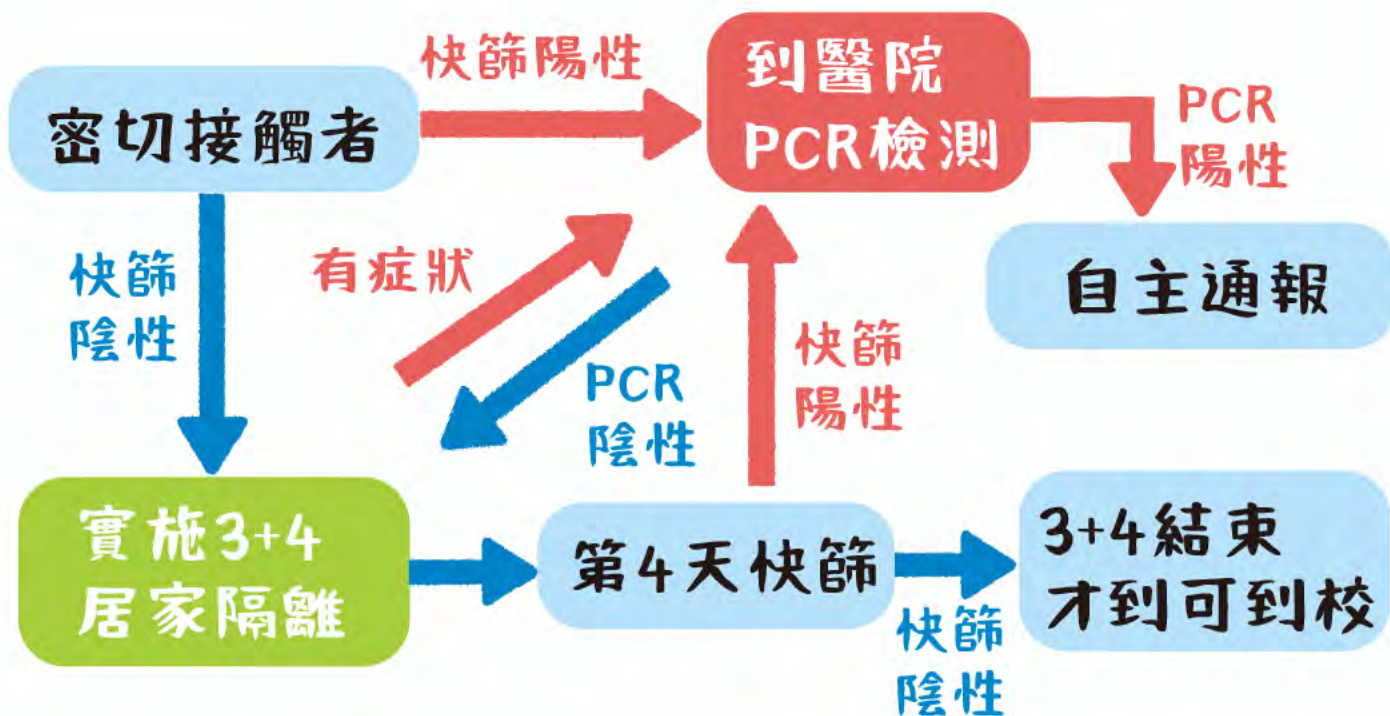 快篩陽性
到醫院
PCR檢測
PCR
陽性
密切接觸者
快篩
陰性
有症狀
自主通報
PCR
陰性
快篩
陽性
實施3+4
居家隔離
第4天快篩
快篩
陰性
3+4結束
才到可到校